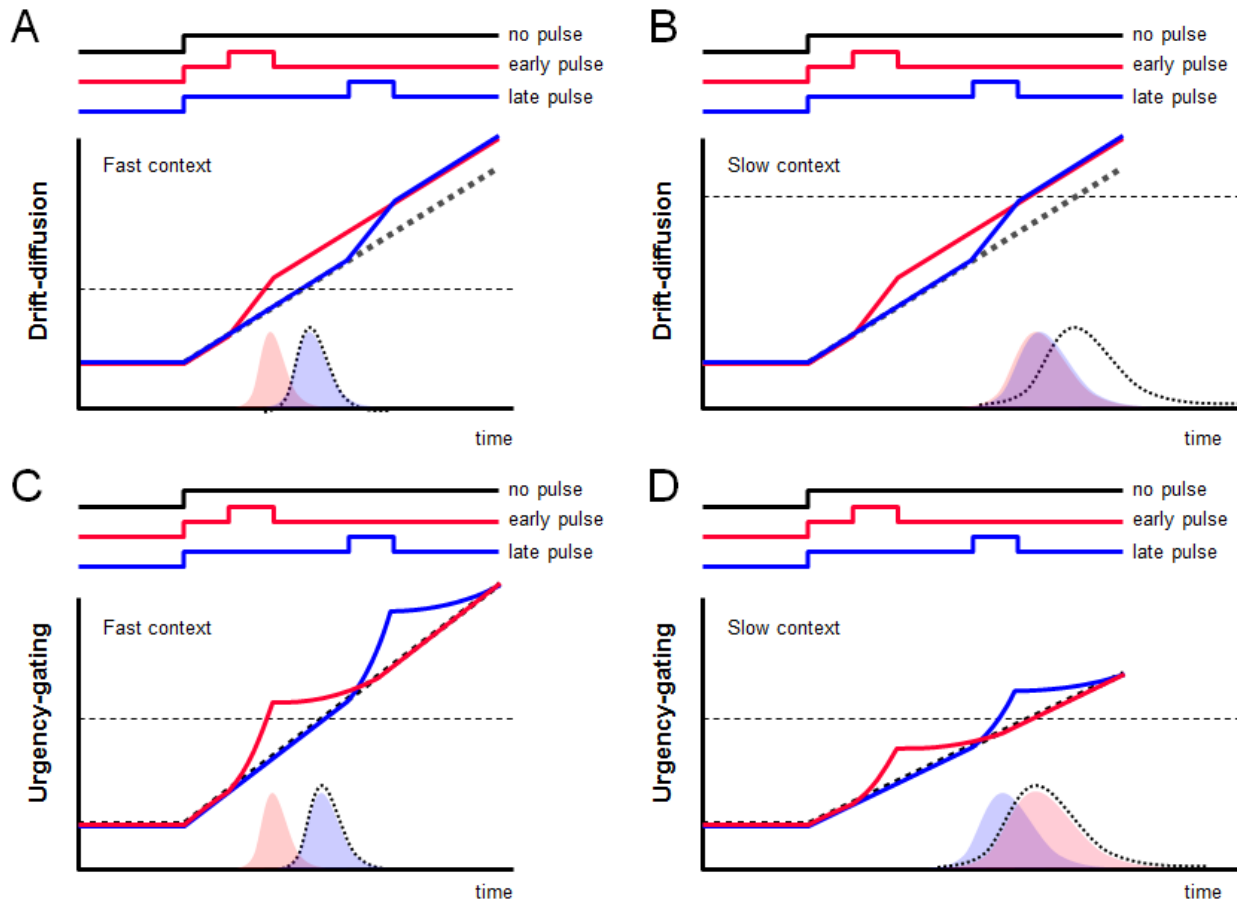 A
no pulse
early pulse
late pulse
Fast context
Drift-diffusion
time
B
no pulse
early pulse
late pulse
Slow context
Drift-diffusion
time
C
no pulse
early pulse
late pulse
Fast context
Urgency-gating
time
D
no pulse
early pulse
late pulse
Slow context
Urgency-gating
time